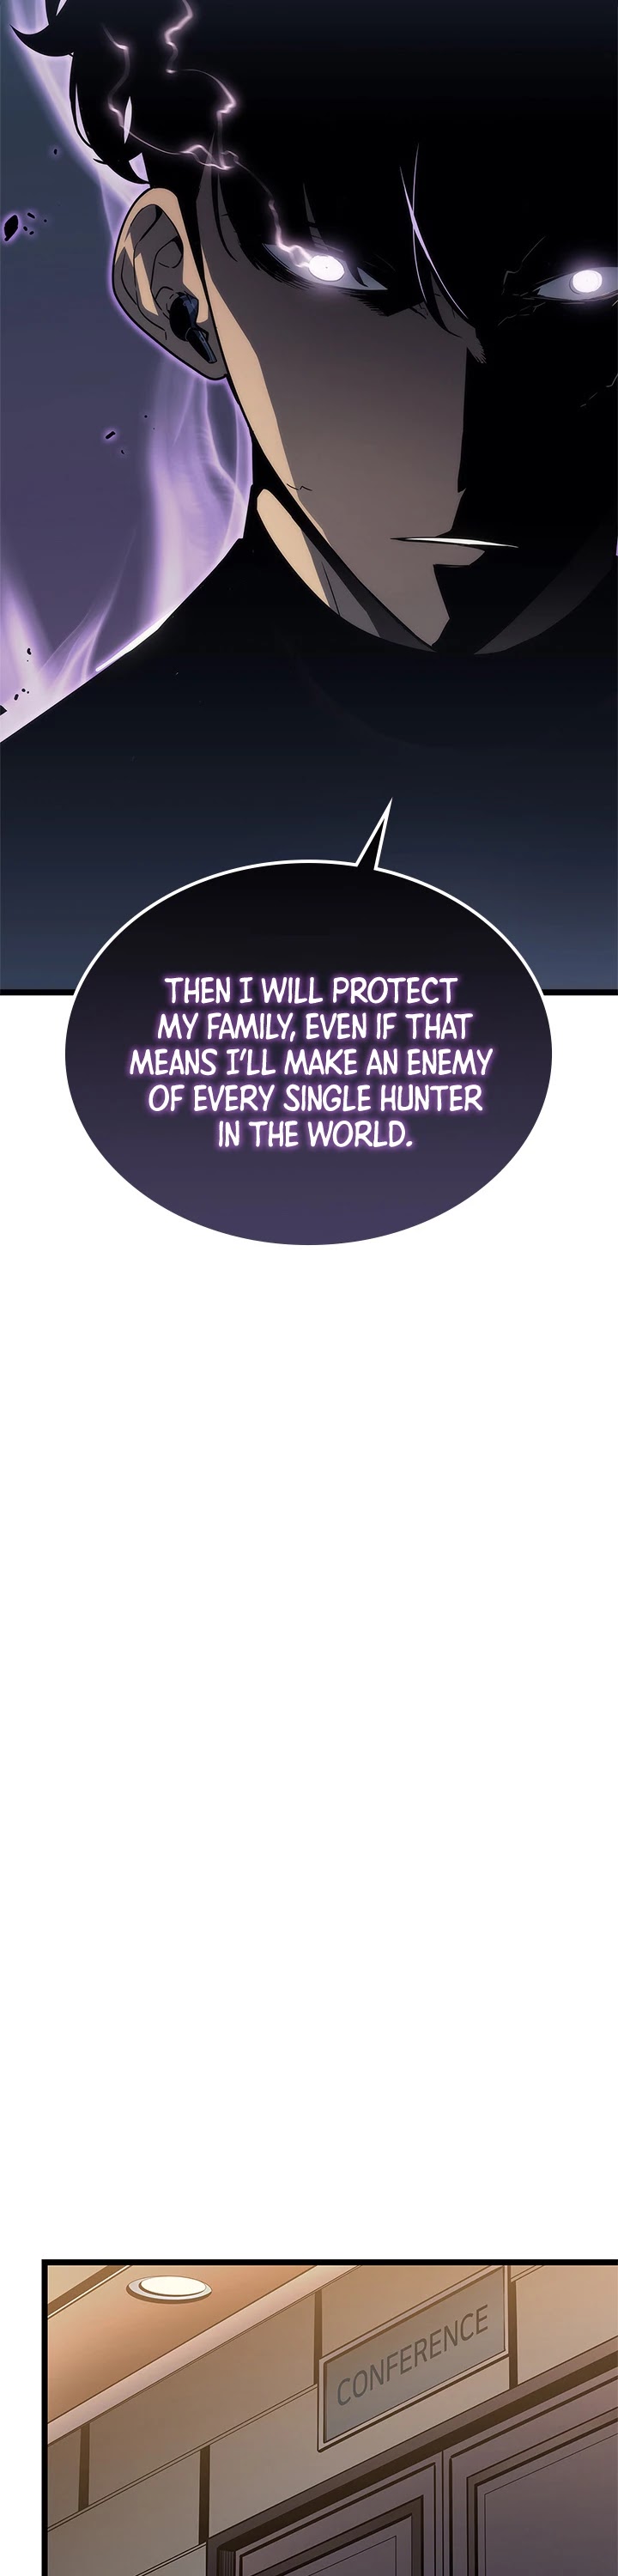 THEN I WILL PROTECT
MY FAMILY, EVEN IF THAT
MEANS I'LL MAKE AN ENEMY
OF EVERY SINGLE HUNTER
IN THE WORLD.
CONFERENCE